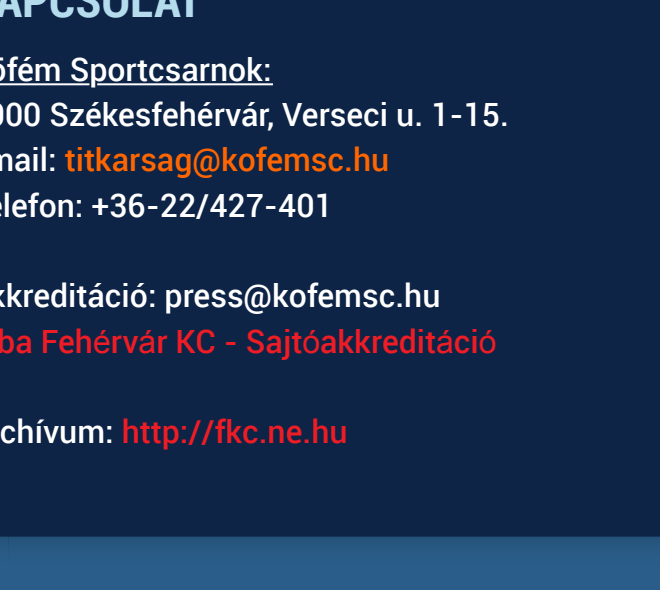 APCSOLAT
őfém Sportcsarnok:
000 Székesfehérvár, Verseci u. 1-15.
mail: titkarsag@kofemsc.hu
elefon: +36-22/427-401
kkreditáció: press@kofemsc.hu
ba Fehérvár KC - Sajtóakkreditáció
chívum: http://fkc.ne.hu